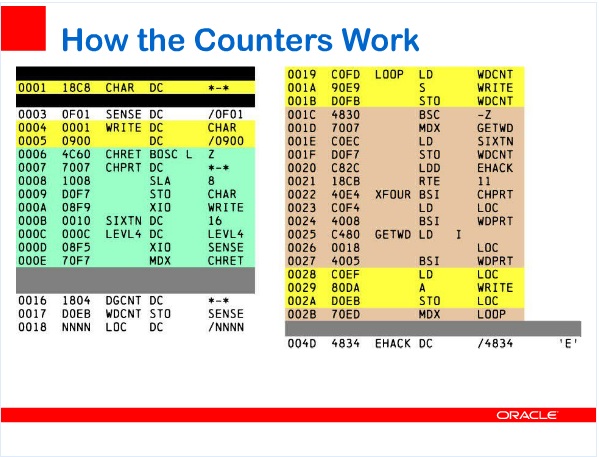 How the Counters Work
0001 18C8 CHAR DC *-*
0003 0F01 SENSE DC /0F01
0004 0001 WRITE DC CHAR
0005 0900 DC /0900
0006 4C60 CHRET BOSC L Z
0007 7007 CHPRT DC *-*
0008 1008 SLA 8
0009 D0F7 STO CHAR
000A 08F9 XIO WRITE
000B 0010 SIXTN DC 16
000C 000C LEVL4 DC LEVL4
000D 08F5 XIO SENSE
000E 70F7 MDX CHRET
0016 1804 DGCNT DC *-*
0017 D0EB WDCNT STO SENSE
0018 NNNN LOC DC /NNNN
0019 C0FD LOOP LD WDCNT
001A 90E9 S WRITE
001B D0FB STO WDCNT
001C 4830 BSC -Z
001D 7007 MDX GETWD
001E C0EC LD SIXTN
001F D0F7 STO WDCNT
0020 C82C LDD EHACK
0021 18CB RTE 11
0022 40E4 XFOUR BSI CHPRT
0023 C0F4 LD LOC
0024 4008 BSI WDPRT
0025 C480 GETWD LD I
0026 0018 LOC
0027 4005 BSI WDPRT
0028 C0EF LD LOC
0029 80DA A WRITE
002A D0EB STO LOC
002B 70ED MDX LOOP
004D 4834 EHACK DC /4834 'E'
ORACLE